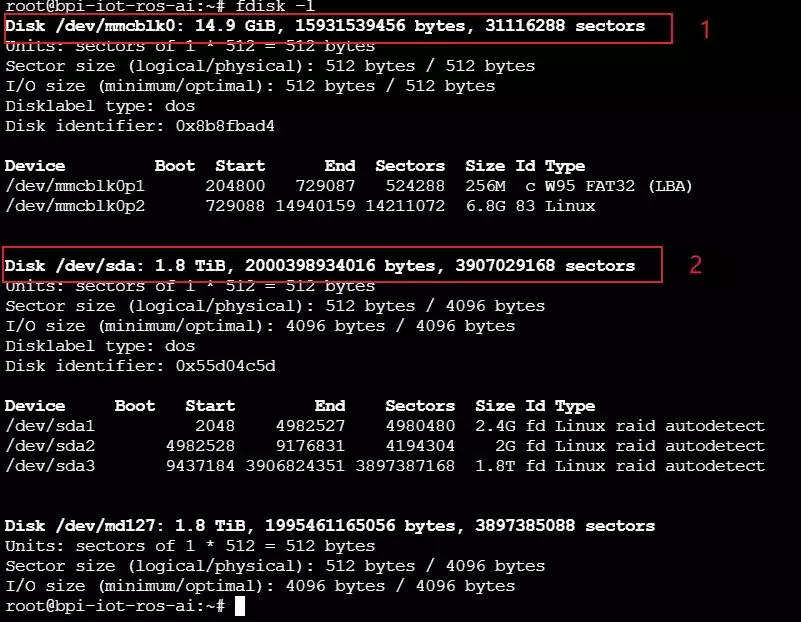 root@bpi-iot-ros-ai:~# fdisk -l
Disk /dev/mmcblk0: 14.9 GiB, 15931539456 bytes, 31116288 sectors 1
Units: sectors of 1 * 512 = 512 bytes
Sector size (logical/physical): 512 bytes / 512 bytes
I/O size (minimum/optimal): 512 bytes / 512 bytes
Disklabel type: dos
Disk identifier: 0x8b8fbad4
Device Boot Start End Sectors Size Id Type
/dev/mmcblk0p1 204800 729087 524288 256M c W95 FAT32 (LBA)
/dev/mmcblk0p2 729088 14940159 14211072 6.8G 83 Linux
Disk /dev/sda: 1.8 TiB, 2000398934016 bytes, 3907029168 sectors 2
Units: sectors of 1 * 512 = 512 bytes
Sector size (logical/physical): 512 bytes / 4096 bytes
I/O size (minimum/optimal): 4096 bytes / 4096 bytes
Disklabel type: dos
Disk identifier: 0x55d04c5d
Device Boot Start End Sectors Size Id Type
/dev/sda1 2048 4982527 4980480 2.4G fd Linux raid autodetect
/dev/sda2 4982528 9176831 4194304 2G fd Linux raid autodetect
/dev/sda3 9437184 3906824351 3897387168 1.8T fd Linux raid autodetect
Disk /dev/md127: 1.8 TiB, 1995461165056 bytes, 3897385088 sectors
Units: sectors of 1 * 512 = 512 bytes
Sector size (logical/physical): 512 bytes / 4096 bytes
I/O size (minimum/optimal): 4096 bytes / 4096 bytes
root@bpi-iot-ros-ai:~#